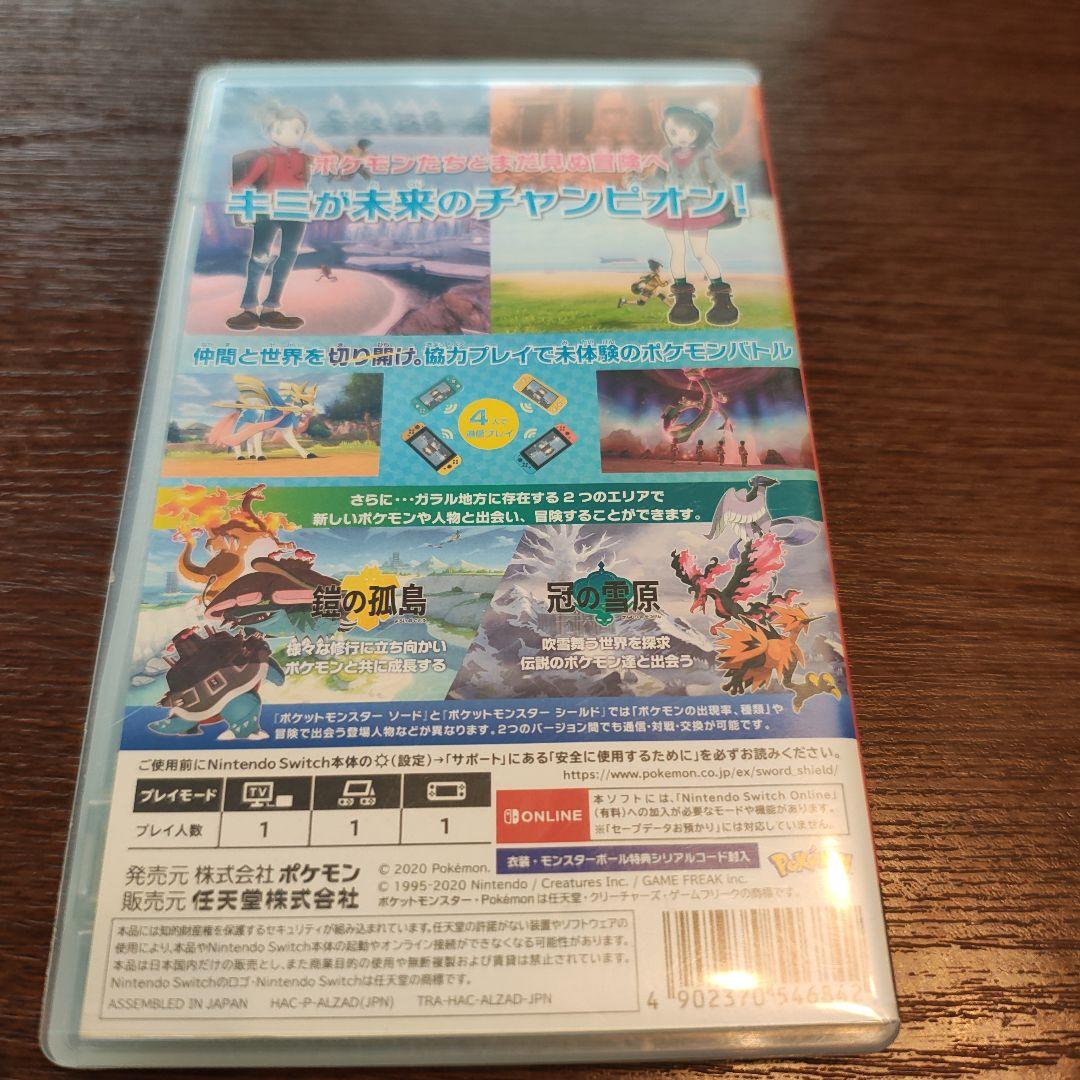 ポケモンたちとまだ見ぬ冒険へ
キミが未来のチャンピオン!
仲間と世界を切り開け。協力プレイで未体験のポケモンバトル
4人で
通信プレイ
さらに・・・ガラル地方に存在する2つのエリアで
新しいポケモンや人物と出会い、冒険することができます。
鎧の孤島
様々な修行に立ち向かい
ポケモンと共に成長する
冠の雪原
吹雪舞う世界を探求
伝説のポケモン達と出会う
『ポケットモンスター ソード』と『ポケットモンスター シールド』では「ポケモンの出現率、種類」や
冒険で出会う登場人物などが異なります。2つのバージョン間でも通信・対戦・交換が可能です。
ご使用前にNintendo Switch本体の(設定)→「サポート」にある「安全に使用するために」を必ずお読みください。
https://www.pokemon.co.jp/ex/sword_shield/
プレイモード TV
プレイ人数 1 1 1
ONLINE
本ソフトには、「Nintendo Switch Online」
(有料)への加入が必要なモードや機能があります。
※「セーブデータお預かり」には対応していません。
衣装・モンスターボール特典シリアルコード封入
Pokémon
発売元 株式会社 ポケモン
販売元 任天堂株式会社
© 2020 Pokémon.
© 1995-2020 Nintendo / Creatures Inc. / GAME FREAK inc.
ポケットモンスター・Pokémonは任天堂・クリーチャーズ・ゲームフリークの商標です。
本品には知的財産権を保護するセキュリティが組み込まれています。任天堂の許諾がない装置やソフトウェアの
使用により、本品やNintendo Switch本体の起動やオンライン接続ができなくなる可能性があります。
本品は日本国内だけの販売とし、また商業目的の使用や無断複製および賃貸は禁止されています。
Nintendo Switchのロゴ・Nintendo Switchは任天堂の商標です。
ASSEMBLED IN JAPAN HAC-P-ALZAD(JPN) TRA-HAC-ALZAD-JPN
4 902370 546842